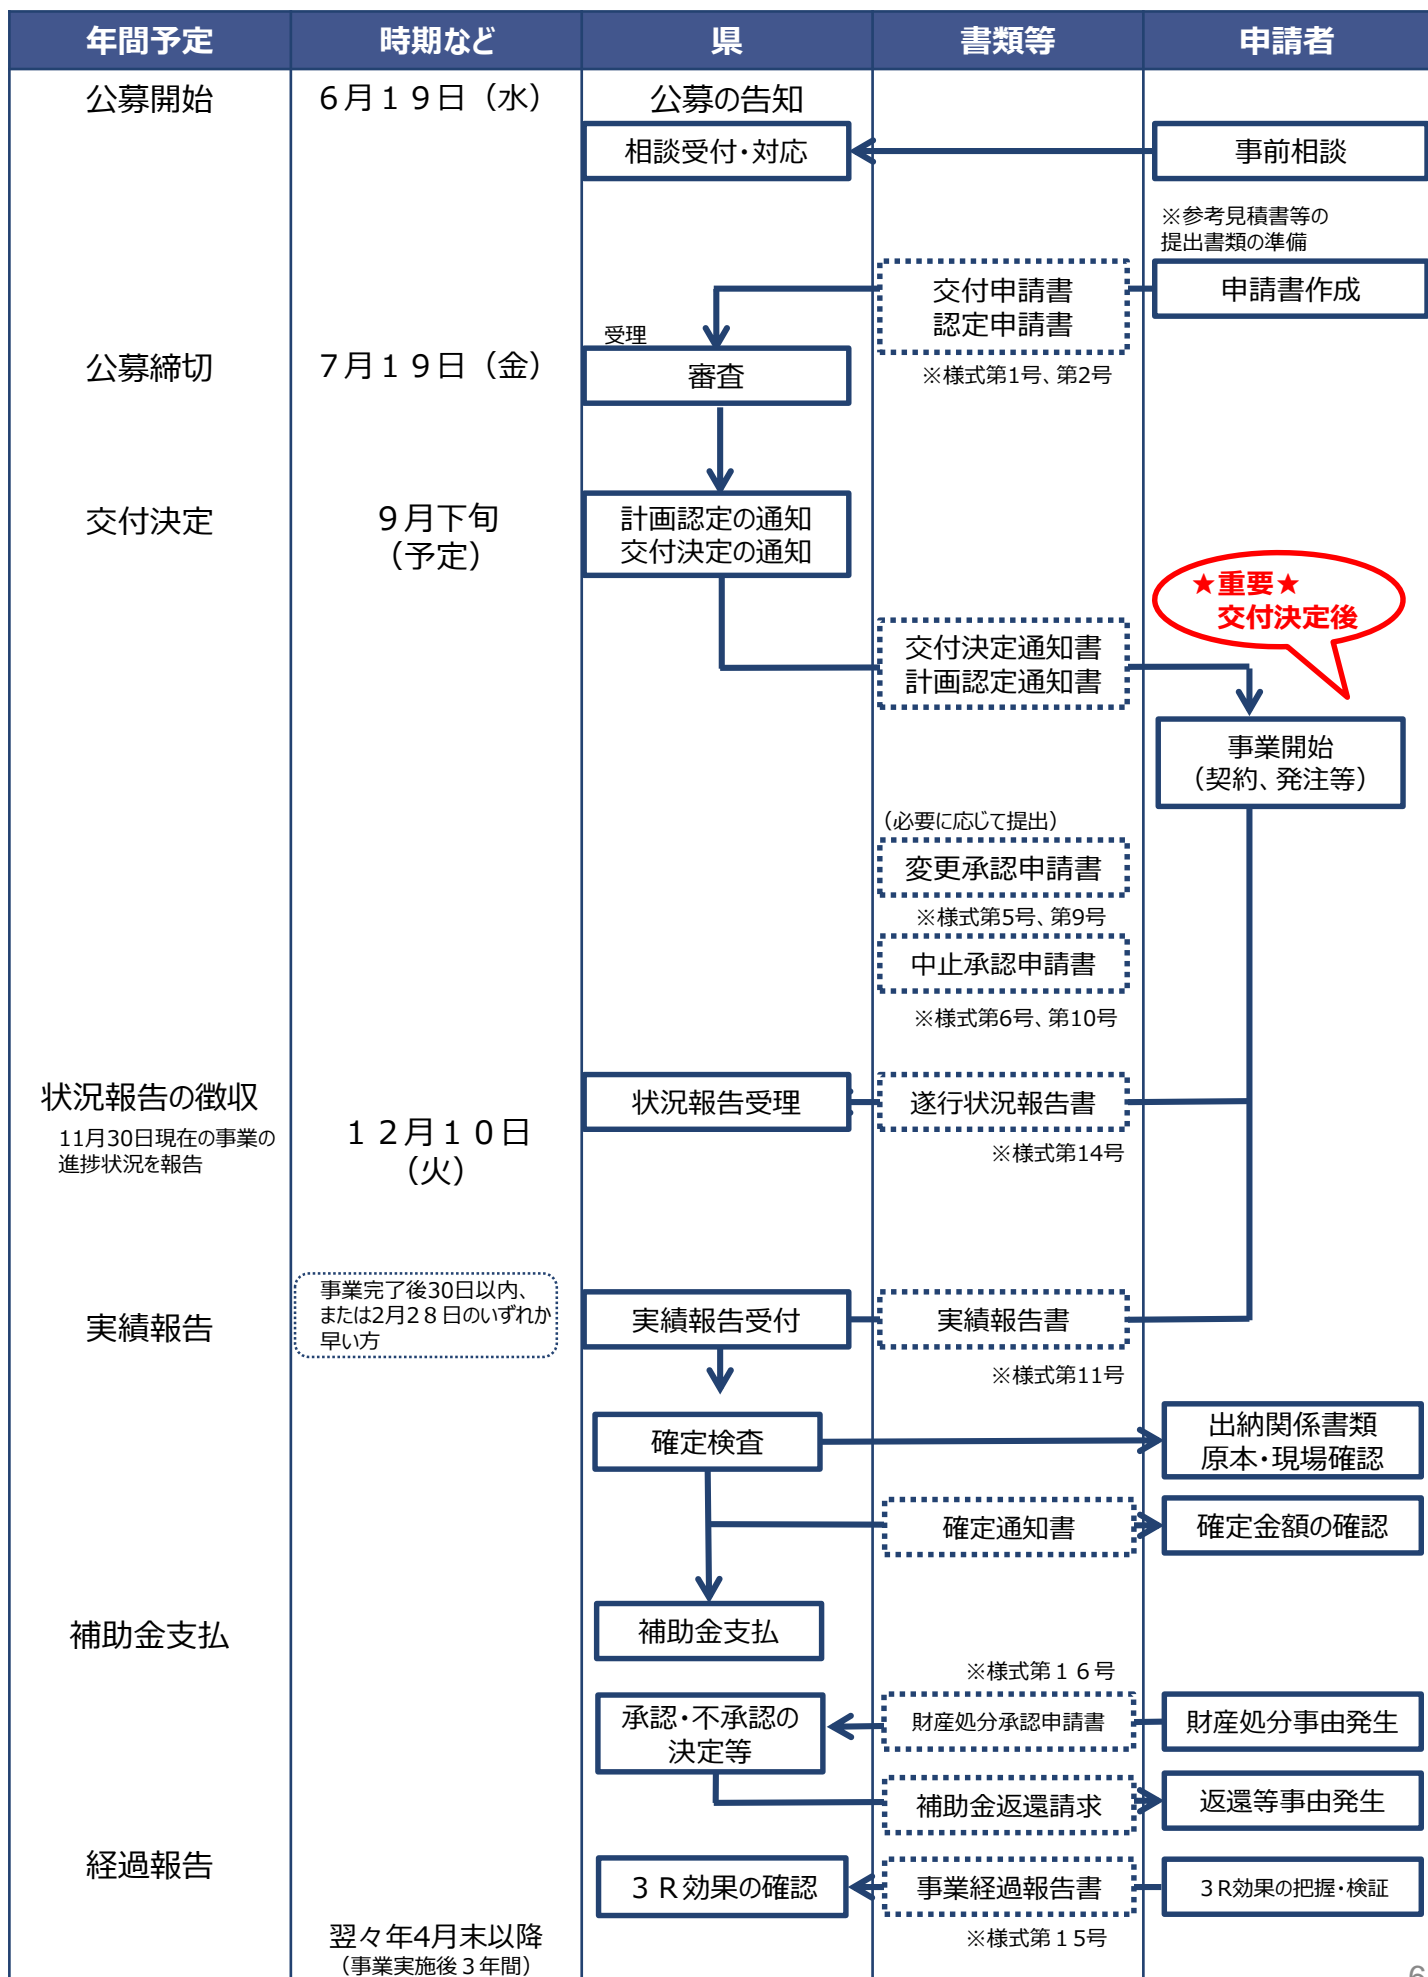 年間予定
時期など
県
書類等
申請者
公募開始
６月１９日（水）
公募の告知
相談受付・対応
事前相談
※参考見積書等の
提出書類の準備
交付申請書
認定申請書
申請書作成
受理
公募締切
７月１９日（金）
審査
※様式第1号、第2号
交付決定
９月下旬
（予定）
計画認定の通知
交付決定の通知
★重要★
交付決定後
交付決定通知書
計画認定通知書
事業開始
（契約、発注等）
（必要に応じて提出）
変更承認申請書
※様式第5号、第9号
中止承認申請書
※様式第6号、第10号
状況報告の徴収
11月30日現在の事業の
進捗状況を報告
１２月１０日
（火）
状況報告受理
遂行状況報告書
※様式第14号
実績報告
事業完了後30日以内、
または2月2８日のいずれか
早い方
実績報告受付
実績報告書
※様式第11号
確定検査
出納関係書類
原本・現場確認
確定通知書
確定金額の確認
補助金支払
補助金支払
※様式第１６号
承認・不承認の
決定等
財産処分承認申請書
財産処分事由発生
補助金返還請求
返還等事由発生
経過報告
３Ｒ効果の確認
事業経過報告書
３Ｒ効果の把握・検証
※様式第１５号
翌々年4月末以降
（事業実施後３年間）
6